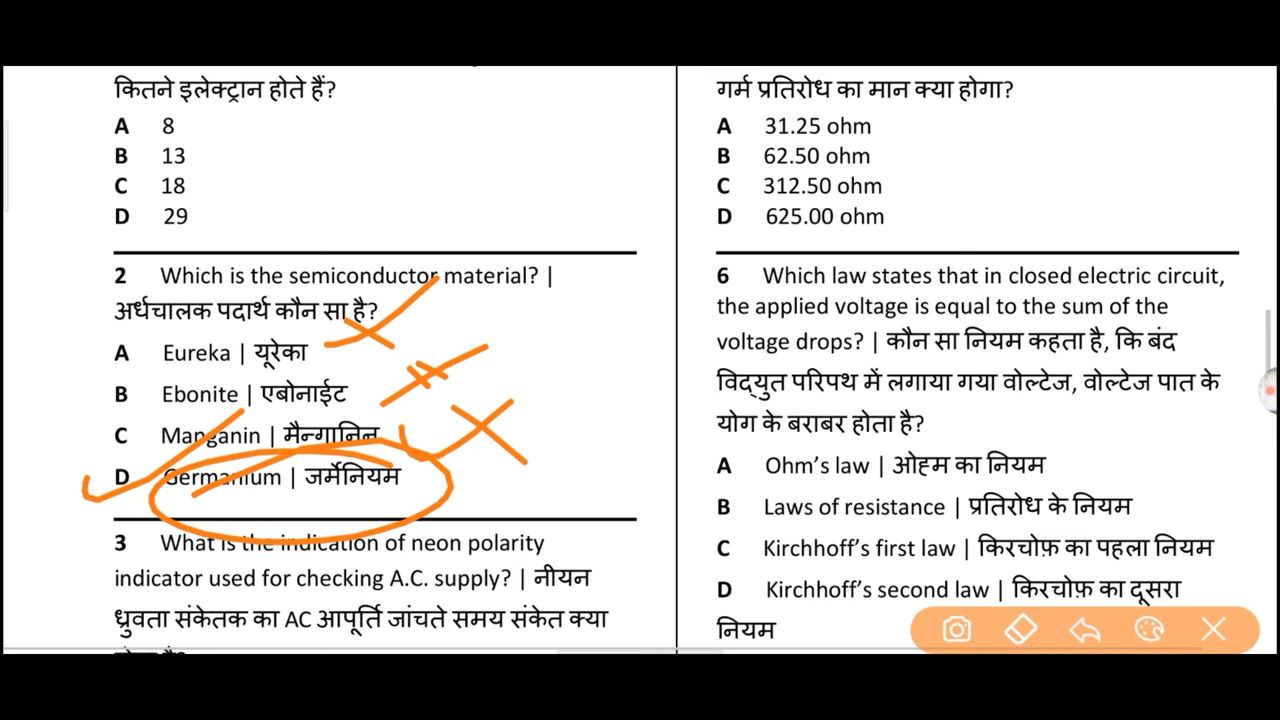 कितने इलेक्ट्रान होते हैं?
A 8
B 13
C 18
D 29
2 Which is the semiconductor material? |
अर्धचालक पदार्थ कौन सा है?
A Eureka | यूरेका
B Ebonite | एबोनाईट
C Manganin | मैन्गानिन
D Germanium | जर्मेनियम
3 What is the indication of neon polarity
indicator used for checking A.C. supply? | नीयन
ध्रुवता संकेतक का AC आपूर्ति जांचते समय संकेत क्या
गर्म प्रतिरोध का मान क्या होगा?
A 31.25 ohm
B 62.50 ohm
C 312.50 ohm
D 625.00 ohm
6 Which law states that in closed electric circuit,
the applied voltage is equal to the sum of the
voltage drops? | कौन सा नियम कहता है, कि बंद
विद्युत परिपथ में लगाया गया वोल्टेज, वोल्टेज पात के
योग के बराबर होता है?
A Ohm’s law | ओह्म का नियम
B Laws of resistance | प्रतिरोध के नियम
C Kirchhoff’s first law | किरचोफ़ का पहला नियम
D Kirchhoff’s second law | किरचोफ़ का दूसरा
नियम